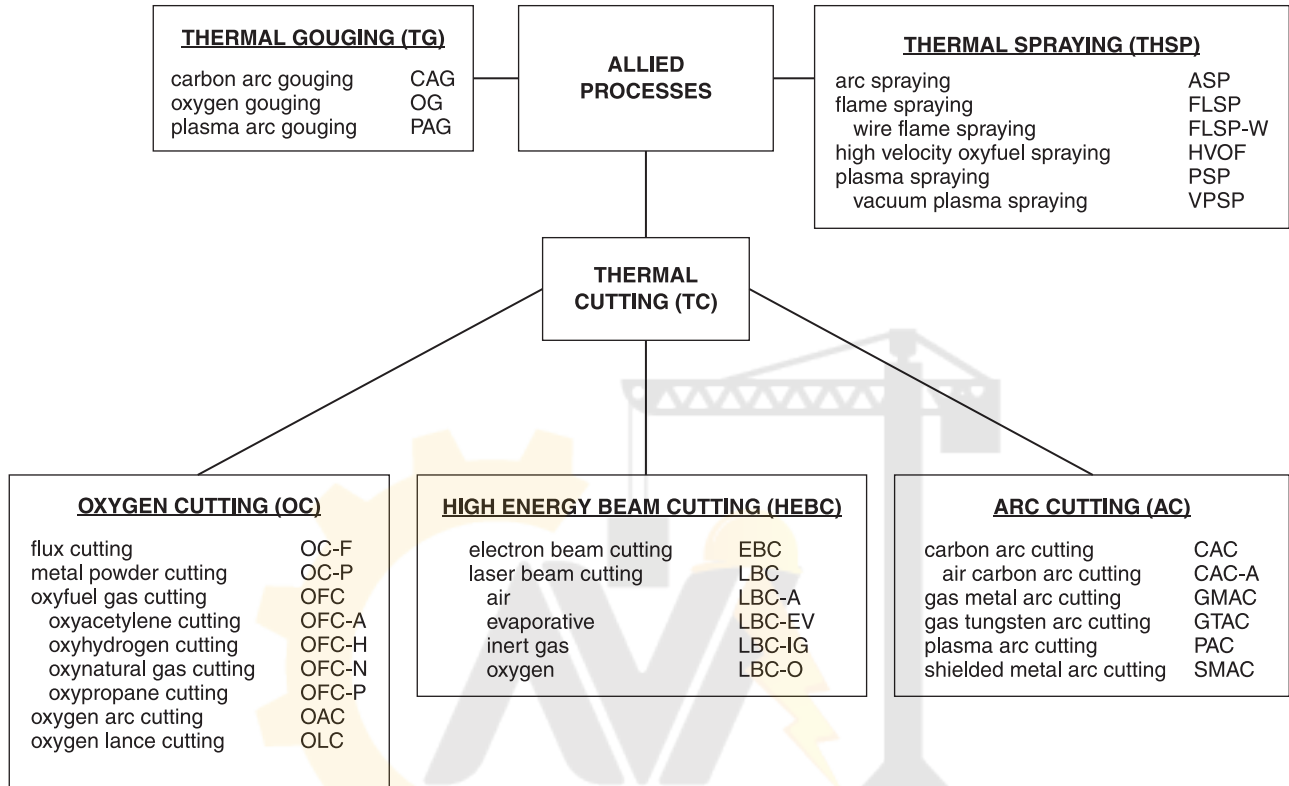 THERMAL GOUGING (TG)
carbon arc gouging CAG
oxygen gouging OG
plasma arc gouging PAG
ALLIED
PROCESSES
THERMAL SPRAYING (THSP)
arc spraying ASP
flame spraying FLSP
wire flame spraying FLSP-W
high velocity oxyfuel spraying HVOF
plasma spraying PSP
vacuum plasma spraying VPSP
THERMAL
CUTTING (TC)
OXYGEN CUTTING (OC)
flux cutting OC-F
metal powder cutting OC-P
oxyfuel gas cutting OFC
oxyacetylene cutting OFC-A
oxyhydrogen cutting OFC-H
oxynatural gas cutting OFC-N
oxypropane cutting OFC-P
oxygen arc cutting OAC
oxygen lance cutting OLC
HIGH ENERGY BEAM CUTTING (HEBC)
electron beam cutting EBC
laser beam cutting LBC
air LBC-A
evaporative LBC-EV
inert gas LBC-IG
oxygen LBC-O
ARC CUTTING (AC)
carbon arc cutting CAC
air carbon arc cutting CAC-A
gas metal arc cutting GMAC
gas tungsten arc cutting GTAC
plasma arc cutting PAC
shielded metal arc cutting SMAC